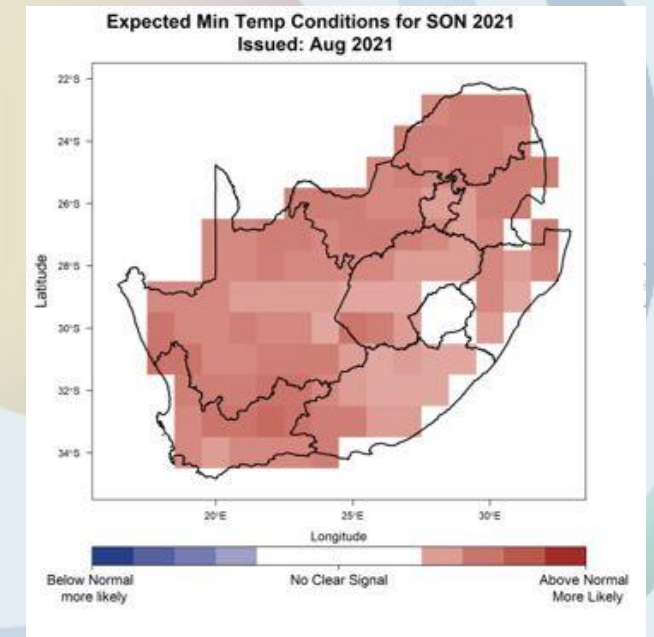 Expected Min Temp Conditions for SON 2021
Issued: Aug 2021
22°S
24°S
26°S
28°S
30°S
32°S
34°S
Latitude
20°E
25°E
30°E
Longitude
Below Normal
more likely
No Clear Signal
Above Normal
More Likely